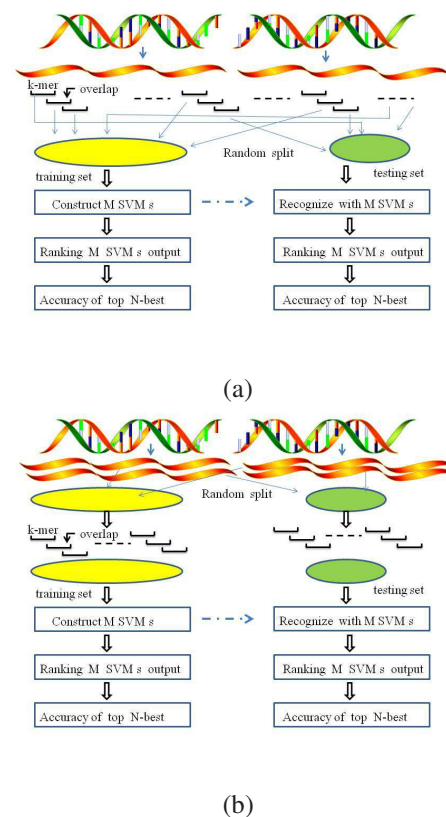 k-mer
overlap
Random split
training set
testing set
Construct M SVM s
Recognize with M SVM s
Ranking M SVM s output
Ranking M SVM s output
Accuracy of top N-best
Accuracy of top N-best
(a)
Random split
k-mer
overlap
training set
testing set
Construct M SVM s
Recognize with M SVM s
Ranking M SVM s output
Ranking M SVM s output
Accuracy of top N-best
Accuracy of top N-best
(b)